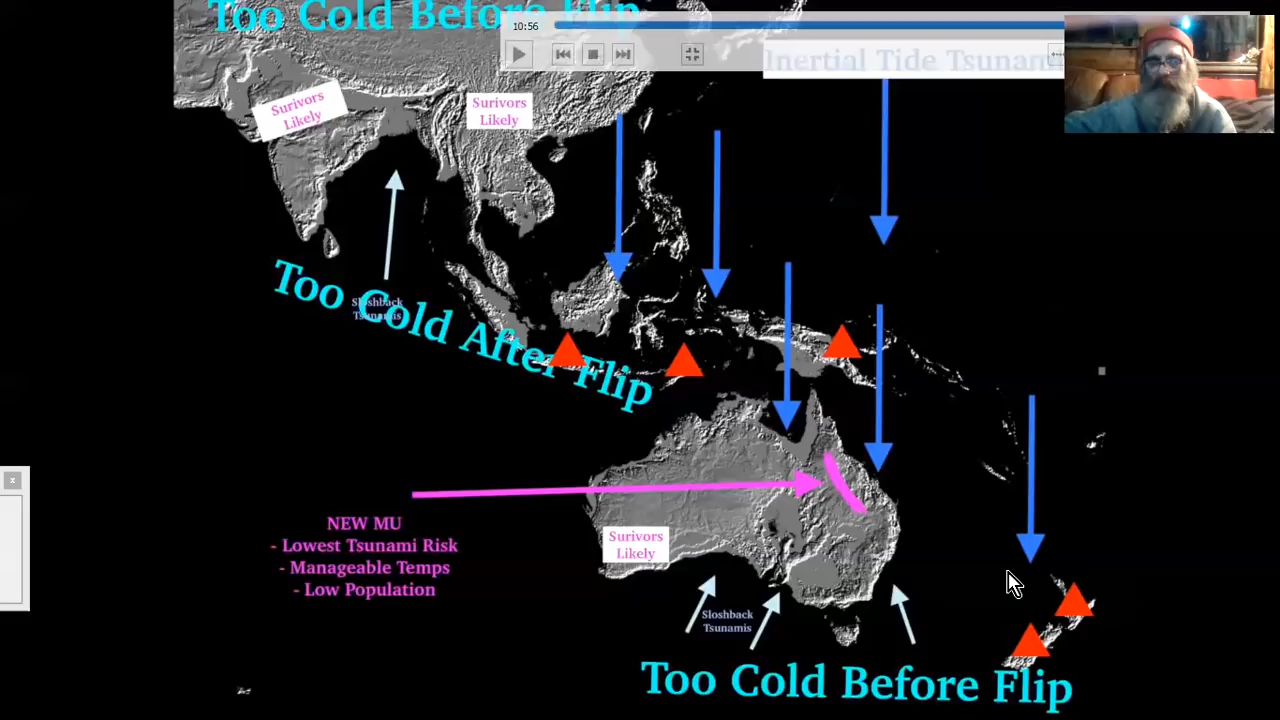 Too Cold Before Flip
10:56
Inertial Tide Tsunami
Surivors
Likely
Surivors
Likely
Sloshback
Tsunamis
Too Cold After Flip
NEW MU
- Lowest Tsunami Risk
- Manageable Temps
- Low Population
Surivors
Likely
Sloshback
Tsunamis
Too Cold Before Flip
x